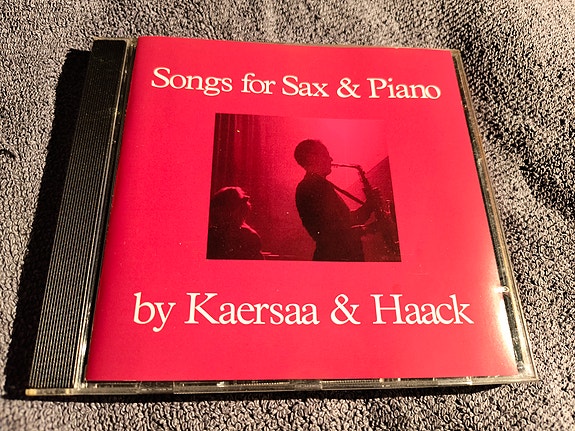 Songs for Sax & Piano
by Kaersaa & Haack